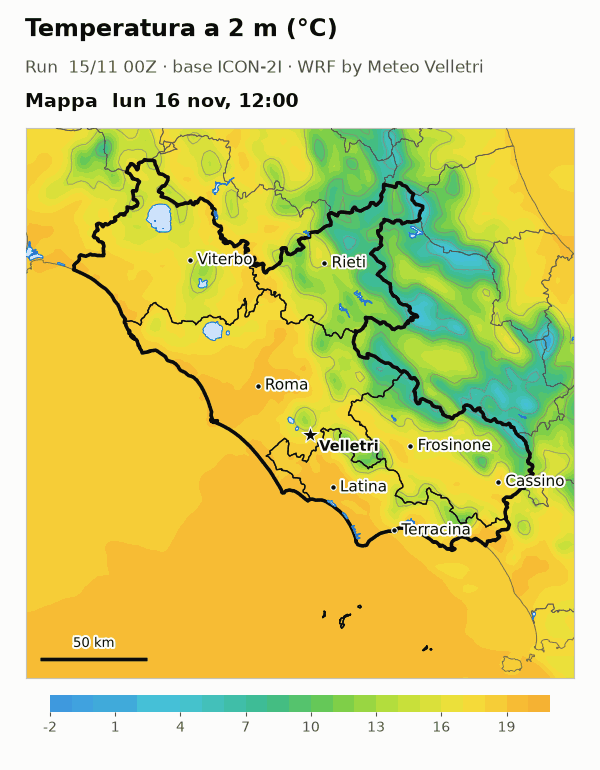 Temperatura a 2 m (°C)
Run  15/11 00Z · base ICON-2I · WRF by Meteo Velletri
Mappa  lun 16 nov, 12:00
Viterbo
Rieti
Roma
Velletri
Frosinone
Cassino
Latina
Terracina
50 km
-2 1 4 7 10 13 16 19